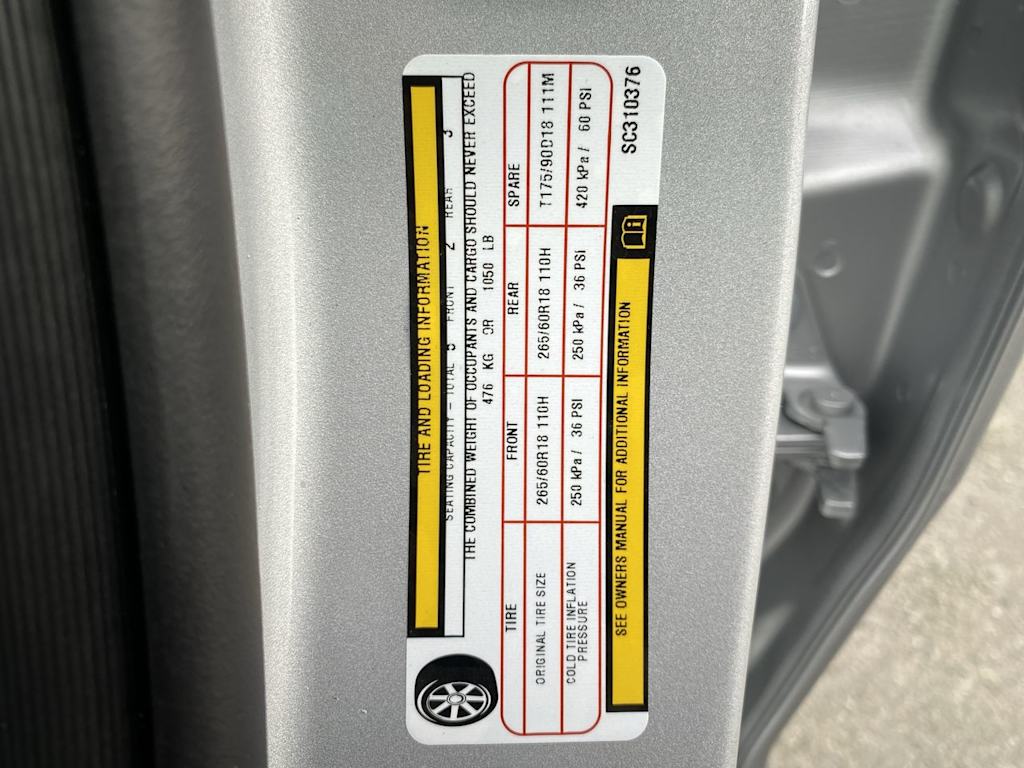 TIRE AND LOADING INFORMATION
SEATING CAPACITY – TOTAL 5 FRONT 2 REAR 3
THE COMBINED WEIGHT OF OCCUPANTS AND CARGO SHOULD NEVER EXCEED
476 KG OR 1050 LB
TIRE FRONT REAR SPARE
ORIGINAL TIRE SIZE 265/60R18 110H 265/60R18 110H T175/90D18 111M
COLD TIRE INFLATION PRESSURE 250 kPa / 36 PSI 250 kPa / 36 PSI 420 kPa / 60 PSI
SEE OWNERS MANUAL FOR ADDITIONAL INFORMATION
SC310376